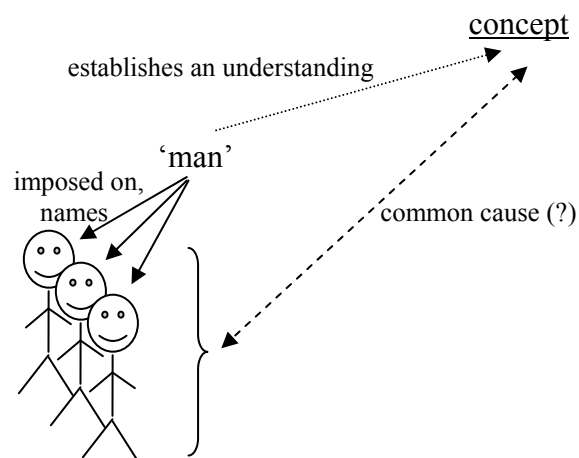 concept
establishes an understanding
‘man’
imposed on,
names
common cause (?)